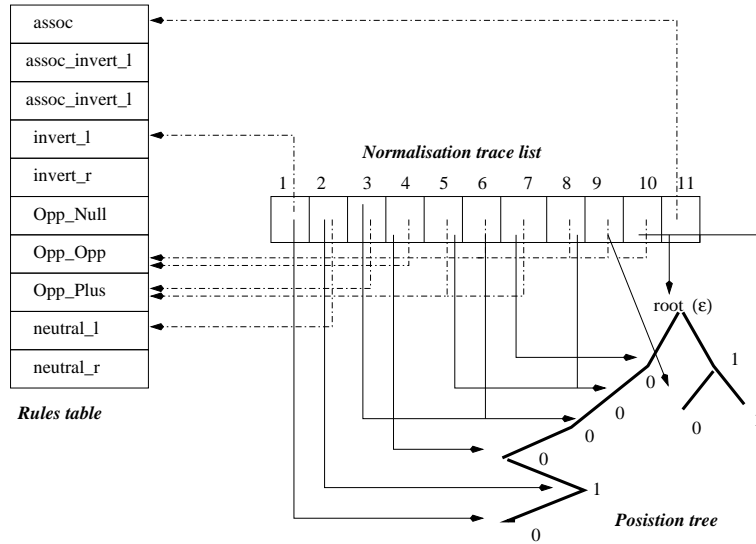 assoc
assoc_invert_l
assoc_invert_l
invert_l
invert_r
Opp_Null
Opp_Opp
Opp_Plus
neutral_l
neutral_r
Rules table
Normalisation trace list
1 2 3 4 5 6 7 8 9 10 11
root (ε)
1
0
0
0
0
0
1
0
Posistion tree